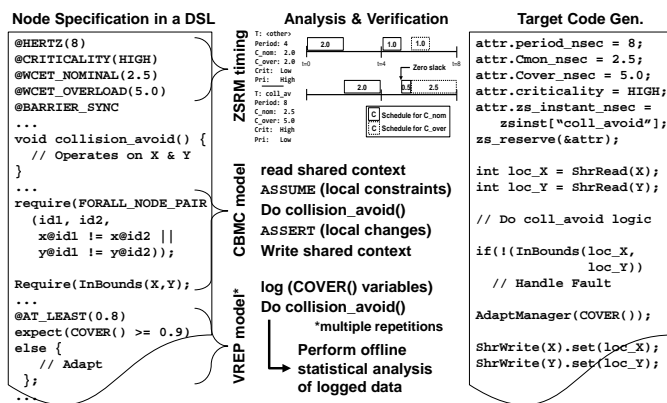 Node Specification in a DSL
@HERTZ(8)
@CRITICALITY(HIGH)
@WCET_NOMINAL(2.5)
@WCET_OVERLOAD(5.0)
@BARRIER_SYNC
...
void collision_avoid() {
// Operates on X & Y
}
...
require(FORALL_NODE_PAIR
(id1, id2,
x@id1 != x@id2 ||
y@id1 != y@id2));
Require(InBounds(X,Y);
...
@AT_LEAST(0.8)
expect(COVER() >= 0.9)
else {
// Adapt
};
...
Analysis & Verification
ZSRM timing
T: <other>
Period: 4
C_nom: 2.0
C_over: 2.0
Crit: Low
Pri: High
T: coll_av
Period: 8
C_nom: 2.5
C_over: 5.0
Crit: High
Pri: Low
2.0
1.0
1.0
t=0
t=4
t=8
Zero slack
2.0
0.5
2.5
C Schedule for C_nom
C Schedule for C_over
CBMC model
read shared context
ASSUME (local constraints)
Do collision_avoid()
ASSERT (local changes)
Write shared context
VREP model*
log (COVER() variables)
Do collision_avoid()
*multiple repetitions
Perform offline
statistical analysis
of logged data
Target Code Gen.
attr.period_nsec = 8;
attr.Cmon_nsec = 2.5;
attr.Cover_nsec = 5.0;
attr.criticality = HIGH;
attr.zs_instant_nsec =
zsinst["coll_avoid"];
zs_reserve(&attr);
int loc_X = ShrRead(X);
int loc_Y = ShrRead(Y);
// Do coll_avoid logic
if(!(InBounds(loc_X,
loc_Y))
// Handle Fault
AdaptManager(COVER());
ShrWrite(X).set(loc_X);
ShrWrite(Y).set(loc_Y);